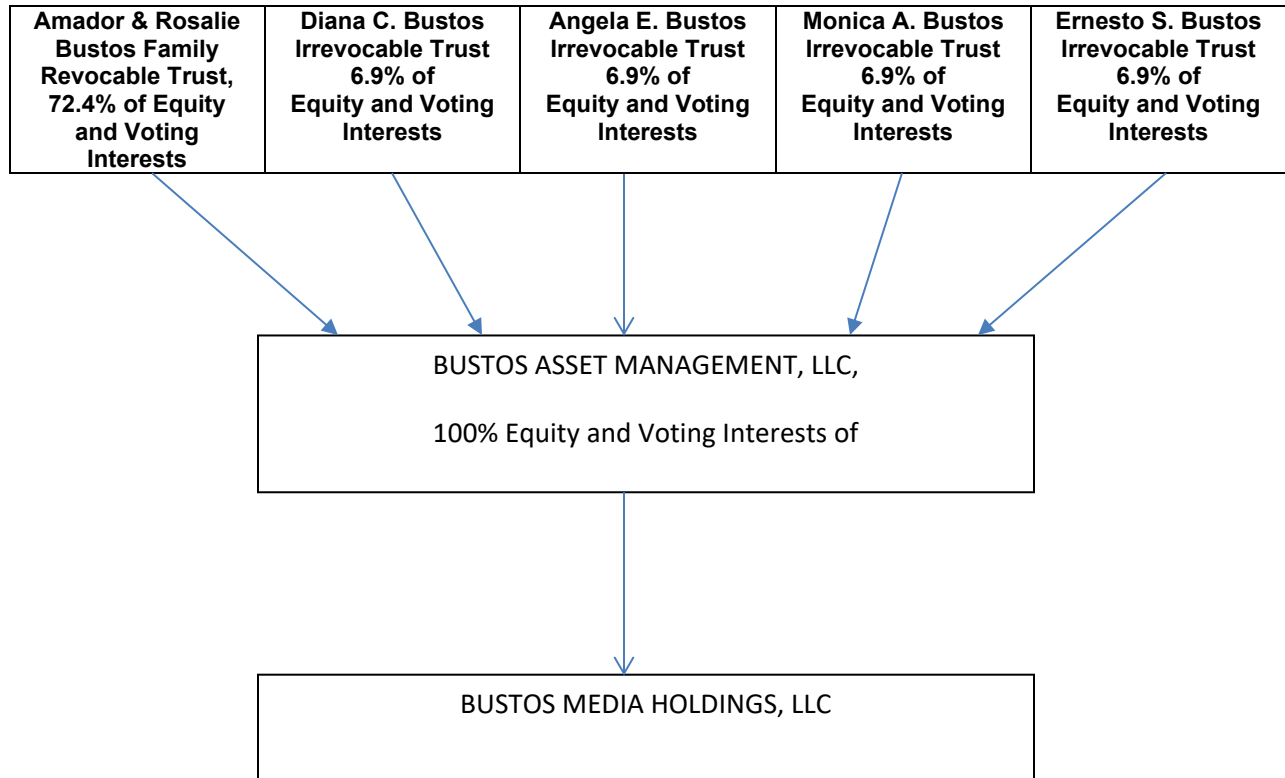 Amador & Rosalie
Bustos Family
Revocable Trust,
72.4% of Equity
and Voting
Interests
Diana C. Bustos
Irrevocable Trust
6.9% of
Equity and Voting
Interests
Angela E. Bustos
Irrevocable Trust
6.9% of
Equity and Voting
Interests
Monica A. Bustos
Irrevocable Trust
6.9% of
Equity and Voting
Interests
Ernesto S. Bustos
Irrevocable Trust
6.9% of
Equity and Voting
Interests
BUSTOS ASSET MANAGEMENT, LLC,
100% Equity and Voting Interests of
BUSTOS MEDIA HOLDINGS, LLC